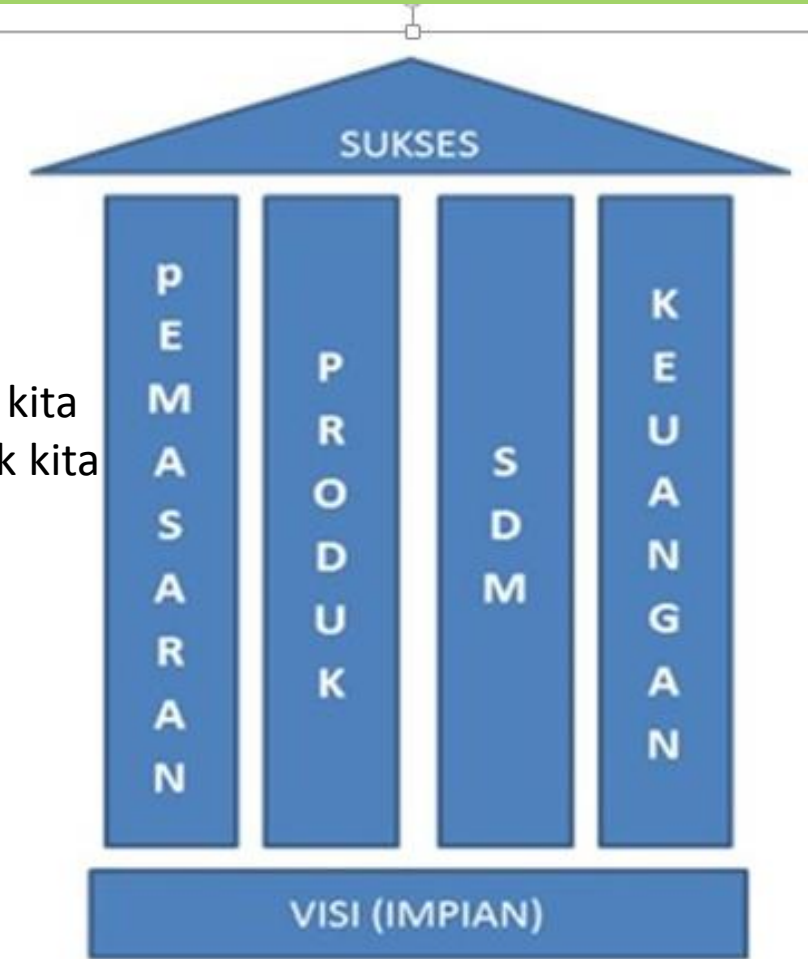 SUKSES
kita
k kita
pEMASARAN
PRODUK
SDM
KEUANGAN
VISI (IMPIAN)